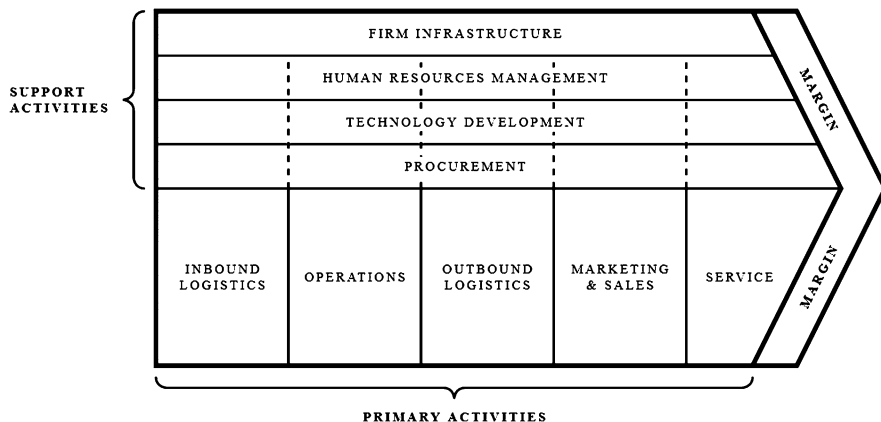 FIRM INFRASTRUCTURE
HUMAN RESOURCES MANAGEMENT
TECHNOLOGY DEVELOPMENT
PROCUREMENT
SUPPORT
ACTIVITIES
MARGIN
INBOUND
LOGISTICS
OPERATIONS
OUTBOUND
LOGISTICS
MARKETING
& SALES
SERVICE
MARGIN
PRIMARY ACTIVITIES